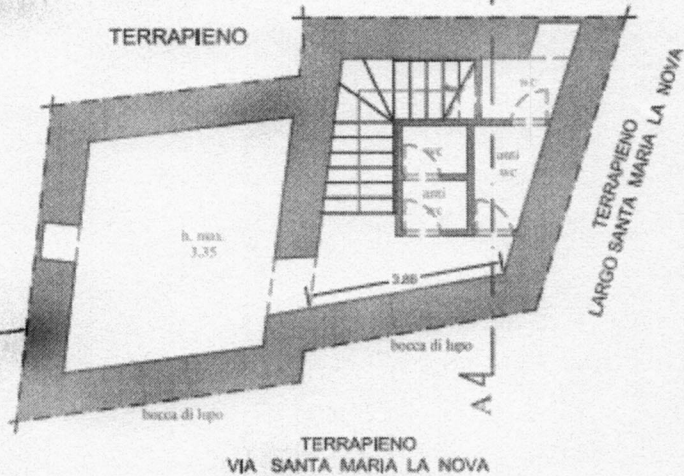 TERRAPIENO
wc
wc
anti
wc
anti
wc
h. max.
3.35
3.88
TERRAPIENO
LARGO SANTA MARIA LA NOVA
bocca di lupo
bocca di lupo
A
TERRAPIENO
VIA SANTA MARIA LA NOVA